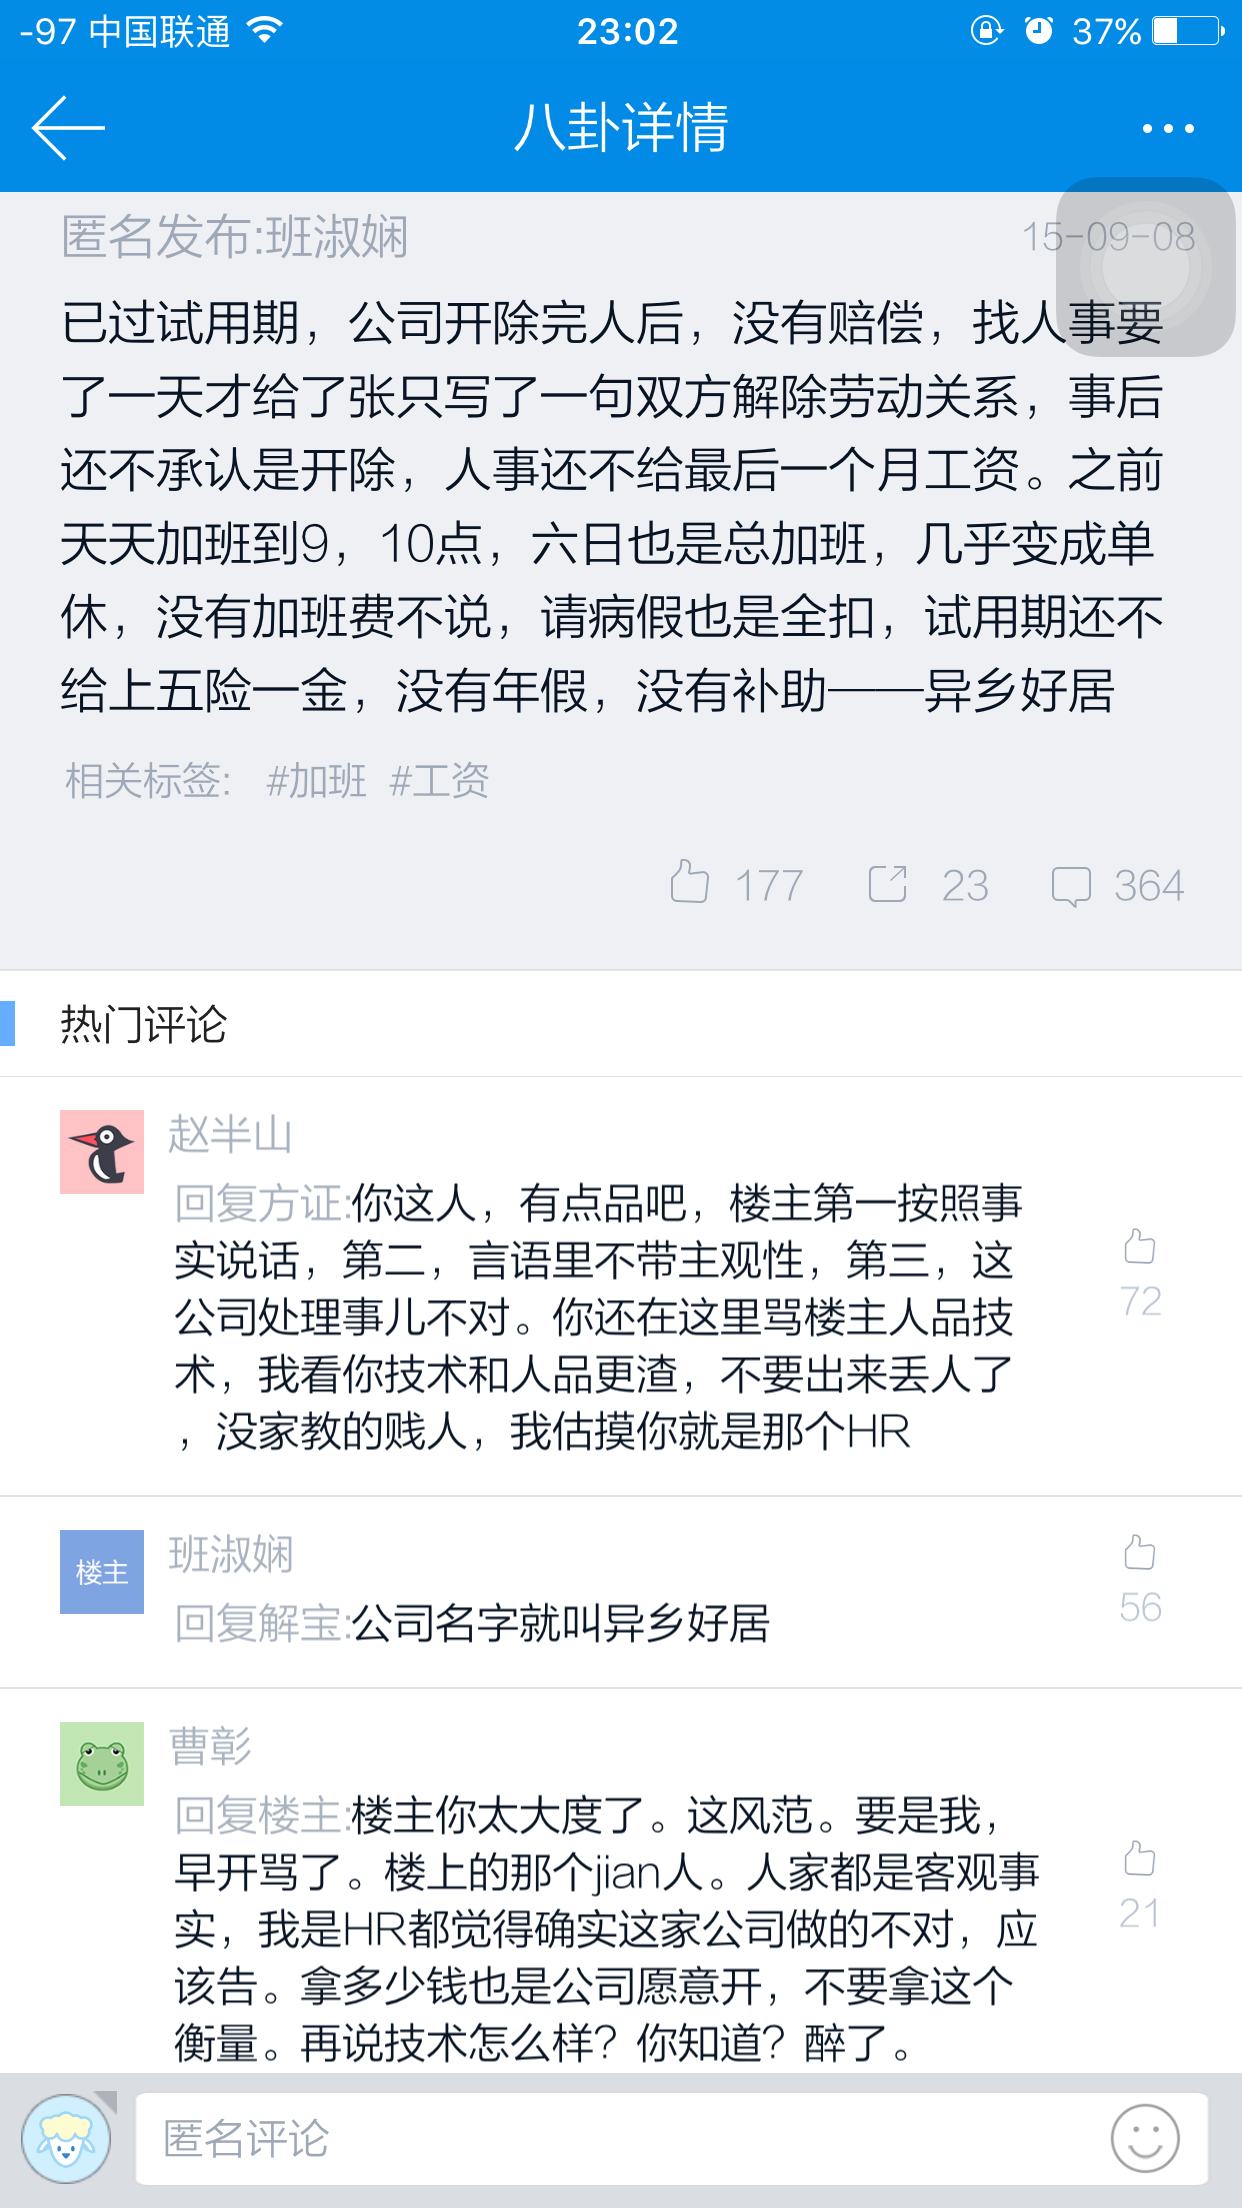 -97 中国联通 23:02 37%
八卦详情
匿名发布:班淑娴 15-09-08
已过试用期，公司开除完人后，没有赔偿，找人事要
了一天才给了张只写了一句双方解除劳动关系，事后
还不承认是开除，人事还不给最后一个月工资。之前
天天加班到9，10点，六日也是总加班，几乎变成单
休，没有加班费不说，请病假也是全扣，试用期还不
给上五险一金，没有年假，没有补助——异乡好居
相关标签: #加班 #工资
177 23 364
热门评论
赵半山
回复方证:你这人，有点品吧，楼主第一按照事
实说话，第二，言语里不带主观性，第三，这
公司处理事儿不对。你还在这里骂楼主人品技
术，我看你技术和人品更渣，不要出来丢人了
，没家教的贱人，我估摸你就是那个HR
72
楼主
班淑娴
回复解宝:公司名字就叫异乡好居
56
曹彰
回复楼主:楼主你太大度了。这风范。要是我，
早开骂了。楼上的那个jian人。人家都是客观事
实，我是HR都觉得确实这家公司做的不对，应
该告。拿多少钱也是公司愿意开，不要拿这个
衡量。再说技术怎么样？你知道？醉了。
21
匿名评论